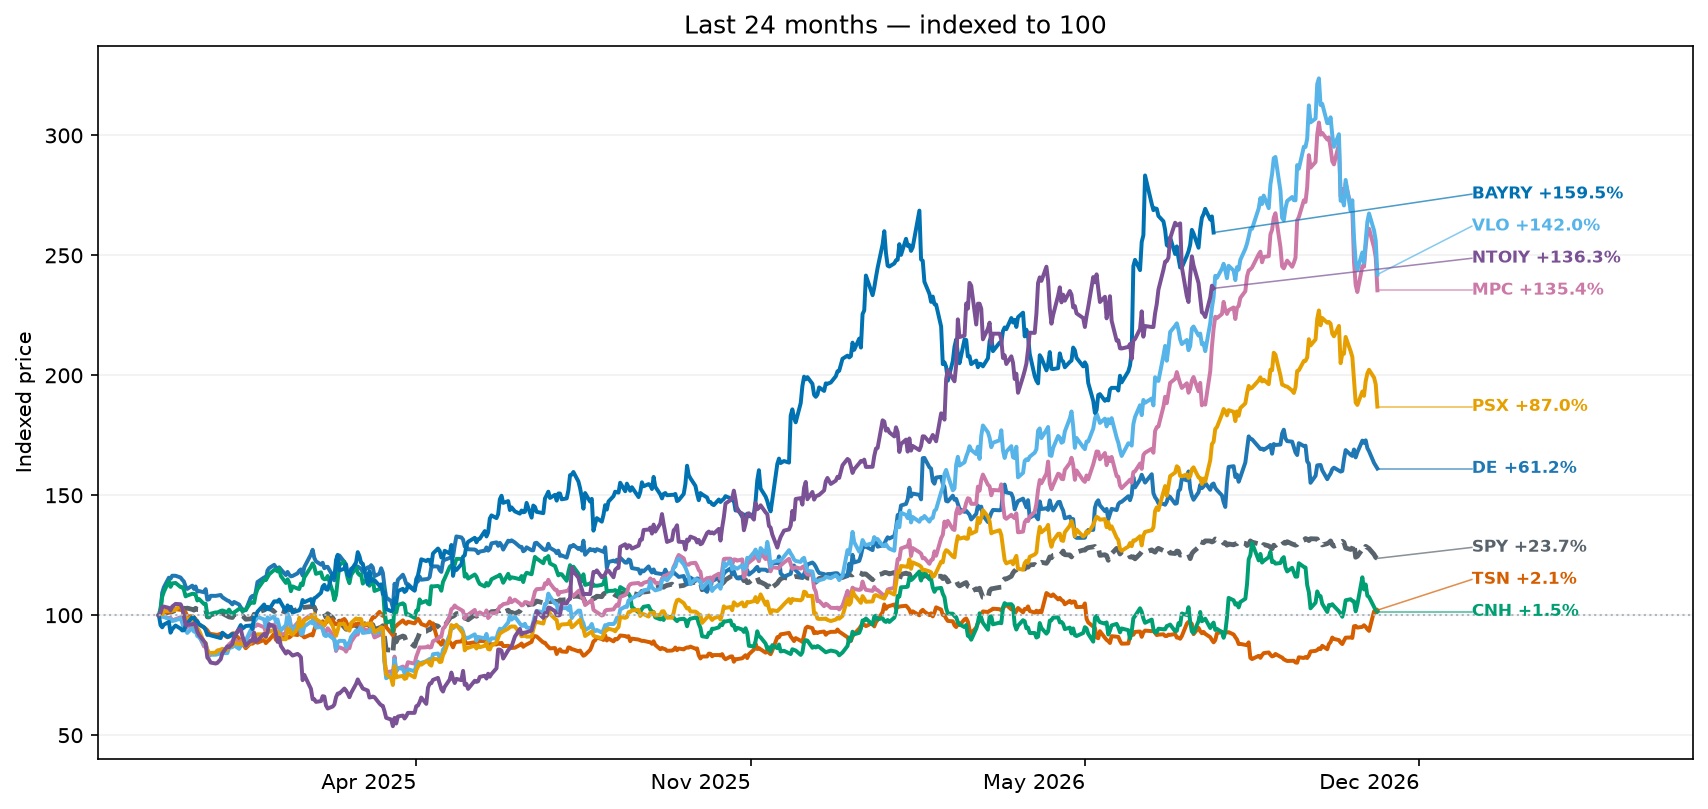 Last 24 months — indexed to 100
Indexed price
300
250
200
150
100
50
BAYRY +159.5%
VLO +142.0%
NTOIY +136.3%
MPC +135.4%
PSX +87.0%
DE +61.2%
SPY +23.7%
TSN +2.1%
CNH +1.5%
Apr 2025
Nov 2025
May 2026
Dec 2026